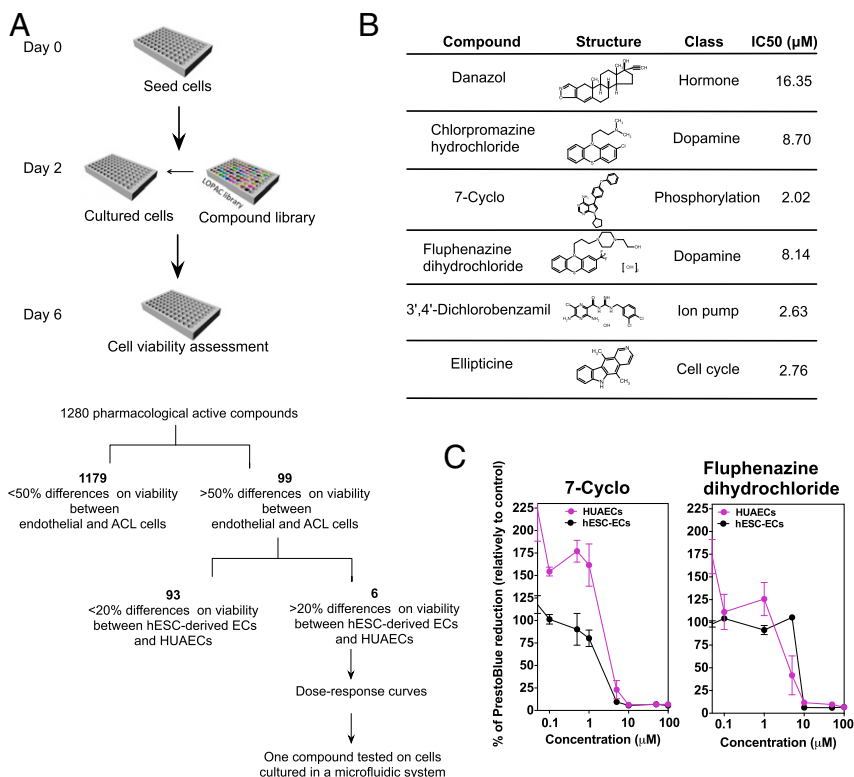 A
Day 0
Seed cells
Day 2
LOPAC library
Cultured cells
Compound library
Day 6
Cell viability assessment
1280 pharmacological active compounds
1179
<50% differences on viability
between
endothelial and ACL cells
99
>50% differences on viability
between
endothelial and ACL cells
93
<20% differences on viability
between hESC-derived ECs
and HUAECs
6
>20% differences on viability
between hESC-derived ECs
and HUAECs
Dose-response curves
One compound tested on cells
cultured in a microfluidic system
B
Compound Structure Class IC50 (µM)
Danazol Hormone 16.35
Chlorpromazine
hydrochloride Dopamine 8.70
7-Cyclo Phosphorylation 2.02
Fluphenazine
dihydrochloride Dopamine 8.14
3',4'-Dichlorobenzamil Ion pump 2.63
Ellipticine Cell cycle 2.76
C
% of PrestoBlue reduction (relatively to control)
7-Cyclo
HUAECs
hESC-ECs
225
200
175
150
125
100
75
50
25
0
0.1 1 10 100
Concentration (µM)
Fluphenazine
dihydrochloride
HUAECs
hESC-ECs
225
200
175
150
125
100
75
50
25
0
0.1 1 10 100
Concentration (µM)